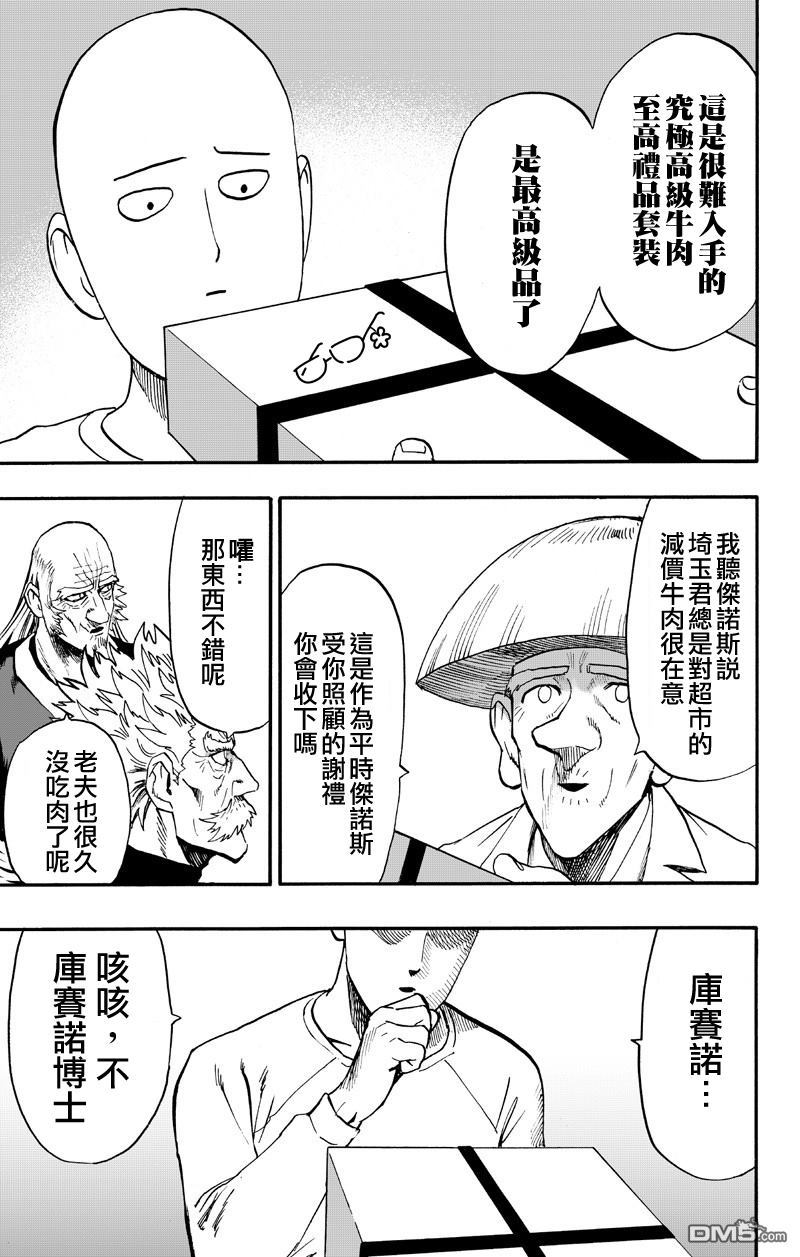 這是很難入手的
究極高級牛肉
至高禮品套裝
是最高級品了
我聽傑諾斯說
埼玉君總是對超市的
減價牛肉很在意
這是作為平時傑諾斯
受你照顧的謝禮
你會收下嗎
嚯…
那東西不錯呢
老夫也很久
沒吃肉了呢
庫賽諾…
咳咳，不
庫賽諾博士
DM5.COM